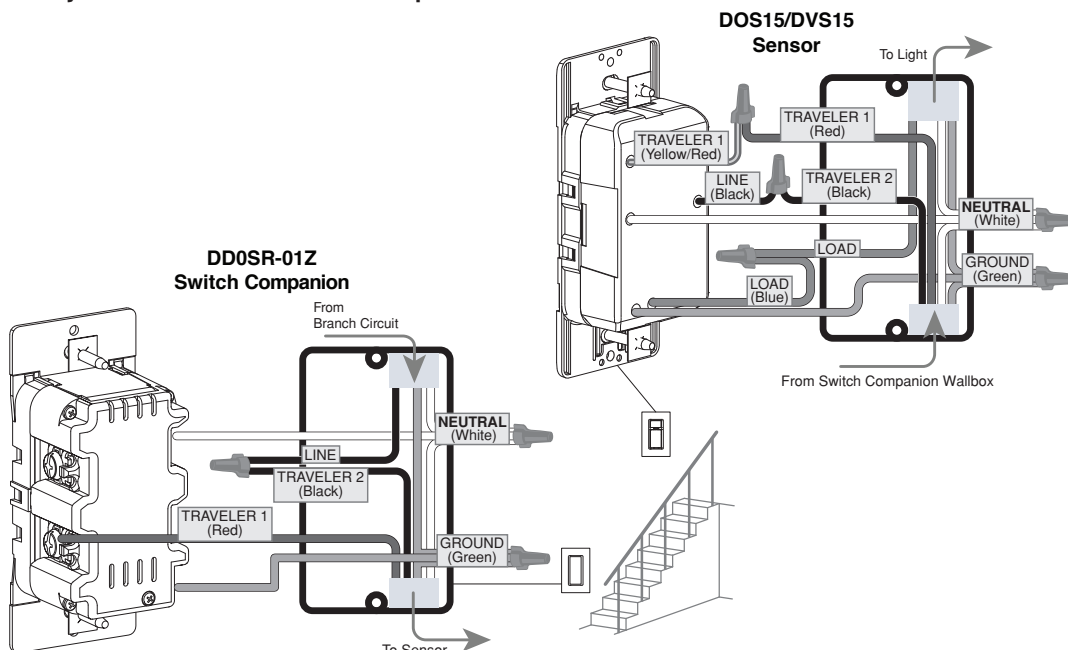 DOS15/DVS15
Sensor
To Light
TRAVELER 1
(Red)
TRAVELER 1
(Yellow/Red)
LINE
(Black)
TRAVELER 2
(Black)
NEUTRAL
(White)
LOAD
GROUND
(Green)
LOAD
(Blue)
From Switch Companion Wallbox
DD0SR-01Z
Switch Companion
From
Branch Circuit
NEUTRAL
(White)
LINE
TRAVELER 2
(Black)
TRAVELER 1
(Red)
GROUND
(Green)
To Sensor